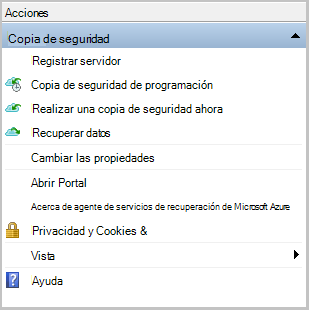 Acciones
Copia de seguridad
Registrar servidor
Copia de seguridad de programación
Realizar una copia de seguridad ahora
Recuperar datos
Cambiar las propiedades
Abrir Portal
Acerca de agente de servicios de recuperación de Microsoft Azure
Privacidad y Cookies &
Vista
Ayuda